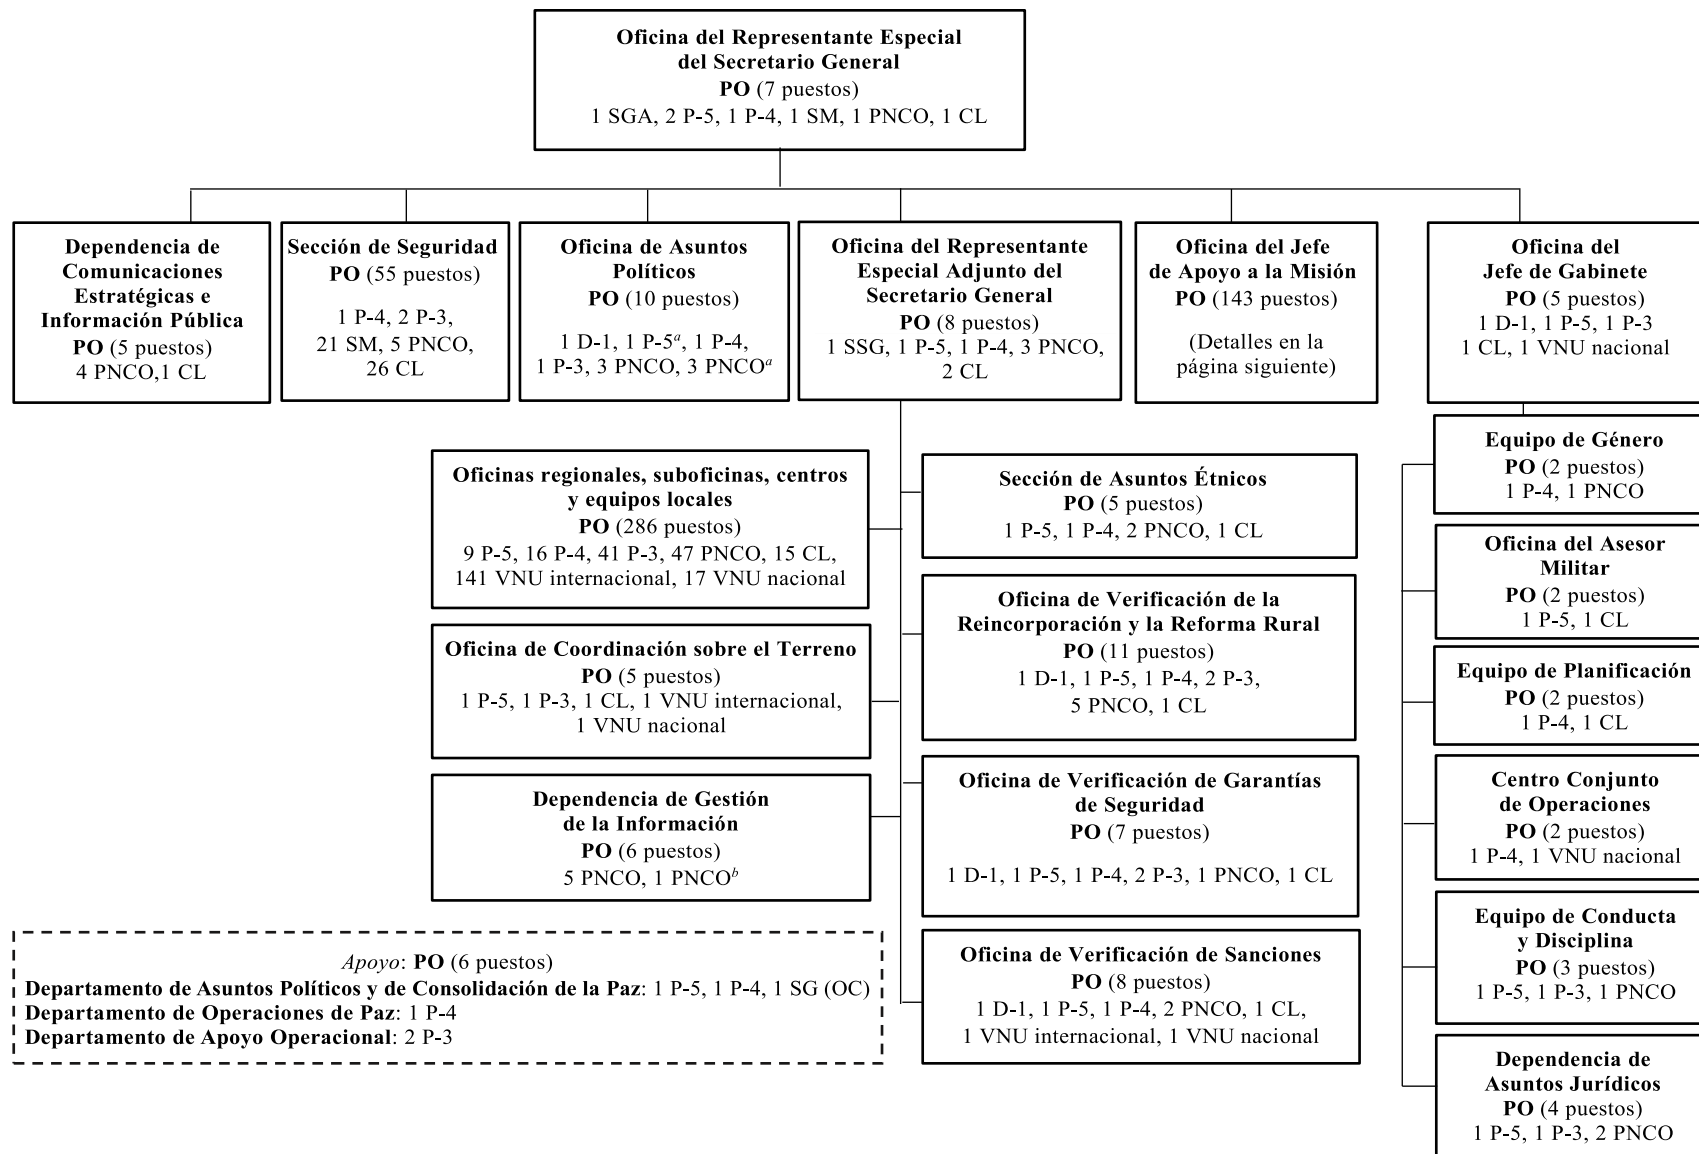 Oficina del Representante Especial
del Secretario General
PO (7 puestos)
1 SGA, 2 P-5, 1 P-4, 1 SM, 1 PNCO, 1 CL
Dependencia de
Comunicaciones
Estratégicas e
Información Pública
PO (5 puestos)
4 PNCO,1 CL
Sección de Seguridad
PO (55 puestos)
1 P-4, 2 P-3,
21 SM, 5 PNCO,
26 CL
Oficina de Asuntos
Políticos
PO (10 puestos)
1 D-1, 1 P-5a, 1 P-4,
1 P-3, 3 PNCO, 3 PNCOa
Oficina del Representante
Especial Adjunto del
Secretario General
PO (8 puestos)
1 SSG, 1 P-5, 1 P-4, 3 PNCO,
2 CL
Oficina del Jefe
de Apoyo a la Misión
PO (143 puestos)
(Detalles en la
página siguiente)
Oficina del
Jefe de Gabinete
PO (5 puestos)
1 D-1, 1 P-5, 1 P-3
1 CL, 1 VNU nacional
Oficinas regionales, suboficinas, centros
y equipos locales
PO (286 puestos)
9 P-5, 16 P-4, 41 P-3, 47 PNCO, 15 CL,
141 VNU internacional, 17 VNU nacional
Oficina de Coordinación sobre el Terreno
PO (5 puestos)
1 P-5, 1 P-3, 1 CL, 1 VNU internacional,
1 VNU nacional
Dependencia de Gestión
de la Información
PO (6 puestos)
5 PNCO, 1 PNCOb
Sección de Asuntos Étnicos
PO (5 puestos)
1 P-5, 1 P-4, 2 PNCO, 1 CL
Oficina de Verificación de la
Reincorporación y la Reforma Rural
PO (11 puestos)
1 D-1, 1 P-5, 1 P-4, 2 P-3,
5 PNCO, 1 CL
Oficina de Verificación de Garantías
de Seguridad
PO (7 puestos)
1 D-1, 1 P-5, 1 P-4, 2 P-3, 1 PNCO, 1 CL
Oficina de Verificación de Sanciones
PO (8 puestos)
1 D-1, 1 P-5, 1 P-4, 2 PNCO, 1 CL,
1 VNU internacional, 1 VNU nacional
Equipo de Género
PO (2 puestos)
1 P-4, 1 PNCO
Oficina del Asesor
Militar
PO (2 puestos)
1 P-5, 1 CL
Equipo de Planificación
PO (2 puestos)
1 P-4, 1 CL
Centro Conjunto
de Operaciones
PO (2 puestos)
1 P-4, 1 VNU nacional
Equipo de Conducta
y Disciplina
PO (3 puestos)
1 P-5, 1 P-3, 1 PNCO
Dependencia de
Asuntos Jurídicos
PO (4 puestos)
1 P-5, 1 P-3, 2 PNCO
Apoyo: PO (6 puestos)
Departamento de Asuntos Políticos y de Consolidación de la Paz: 1 P-5, 1 P-4, 1 SG (OC)
Departamento de Operaciones de Paz: 1 P-4
Departamento de Apoyo Operacional: 2 P-3